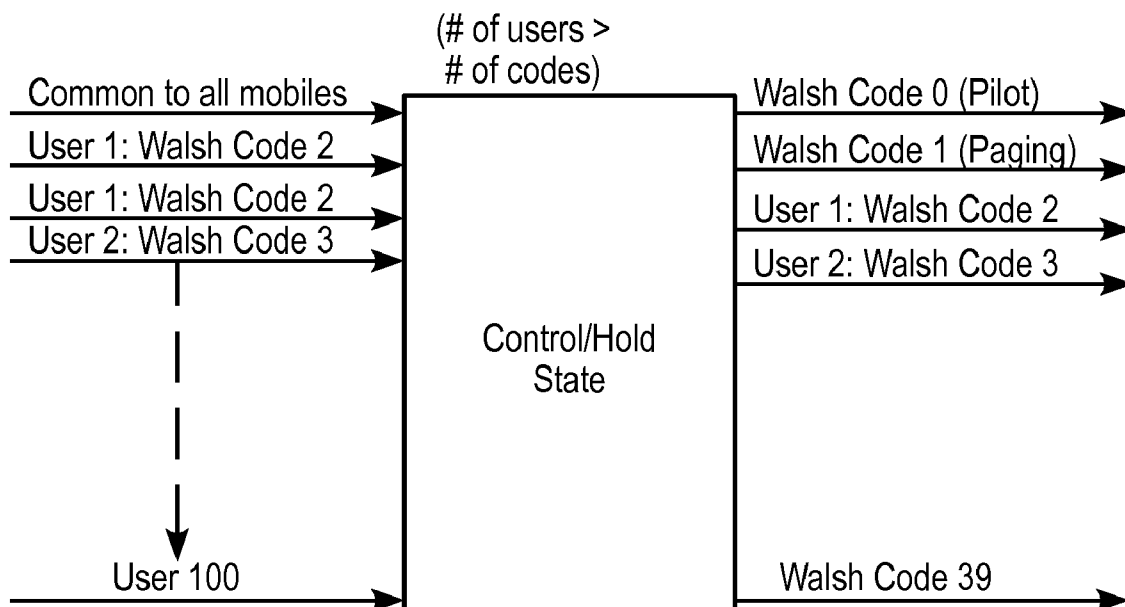 (# of users >
# of codes)
Common to all mobiles
User 1: Walsh Code 2
User 1: Walsh Code 2
User 2: Walsh Code 3
User 100
Control/Hold
State
Walsh Code 0 (Pilot)
Walsh Code 1 (Paging)
User 1: Walsh Code 2
User 2: Walsh Code 3
Walsh Code 39